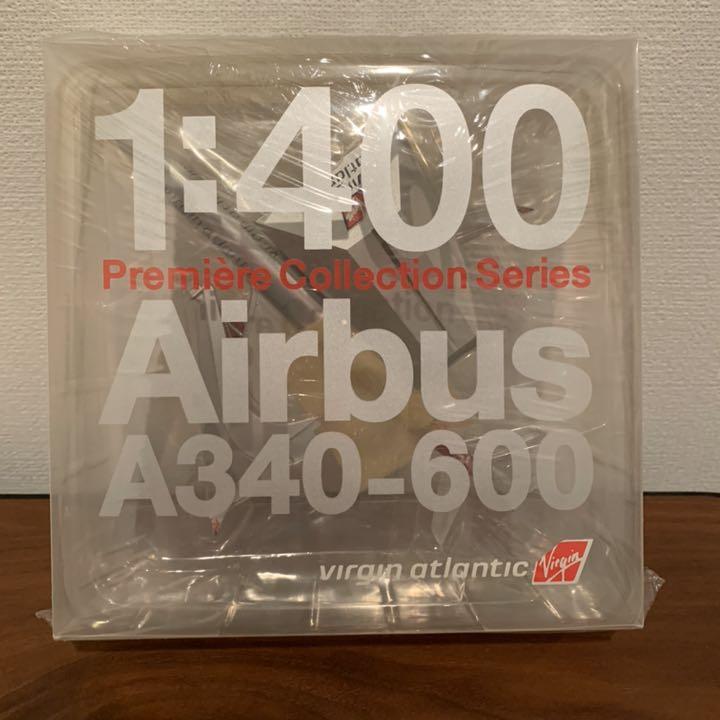 1:400
Première Collection Series
Airbus
A340-600
virgin atlantic Virgin